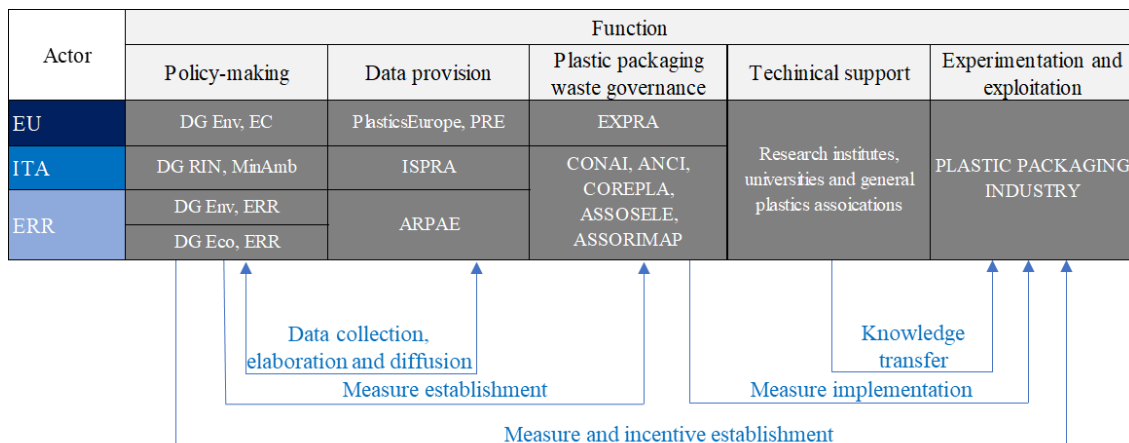 Actor
Function
Policy-making
Data provision
Plastic packaging
waste governance
Techinical support
Experimentation and
exploitation
EU
DG Env, EC
PlasticsEurope, PRE
EXPRA
Research institutes,
universities and general
plastics assoications
PLASTIC PACKAGING
INDUSTRY
ITA
DG RIN, MinAmb
ISPRA
CONAI, ANCI,
COREPLA,
ASSOSELE,
ASSORIMAP
ERR
DG Env, ERR
DG Eco, ERR
ARPAE
Data collection,
elaboration and diffusion
Knowledge
transfer
Measure establishment
Measure implementation
Measure and incentive establishment